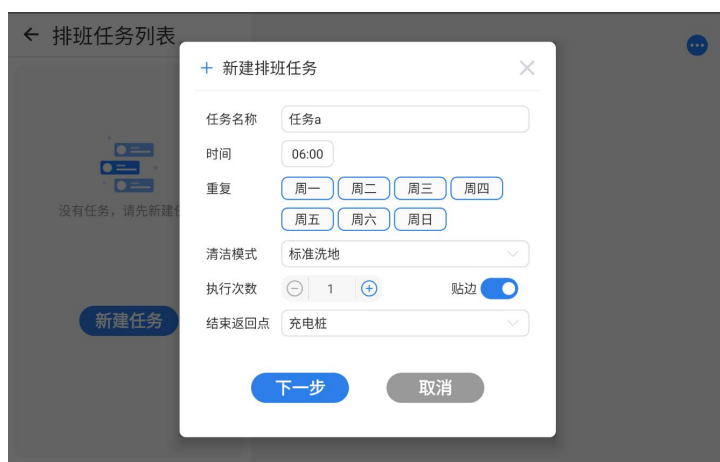 排班任务列表
新建排班任务
任务名称 任务a
时间 06:00
重复 周一 周二 周三 周四
周五 周六 周日
没有任务，请先新建
清洁模式 标准洗地
执行次数 1 贴边
新建任务
结束返回点 充电桩
下一步 取消